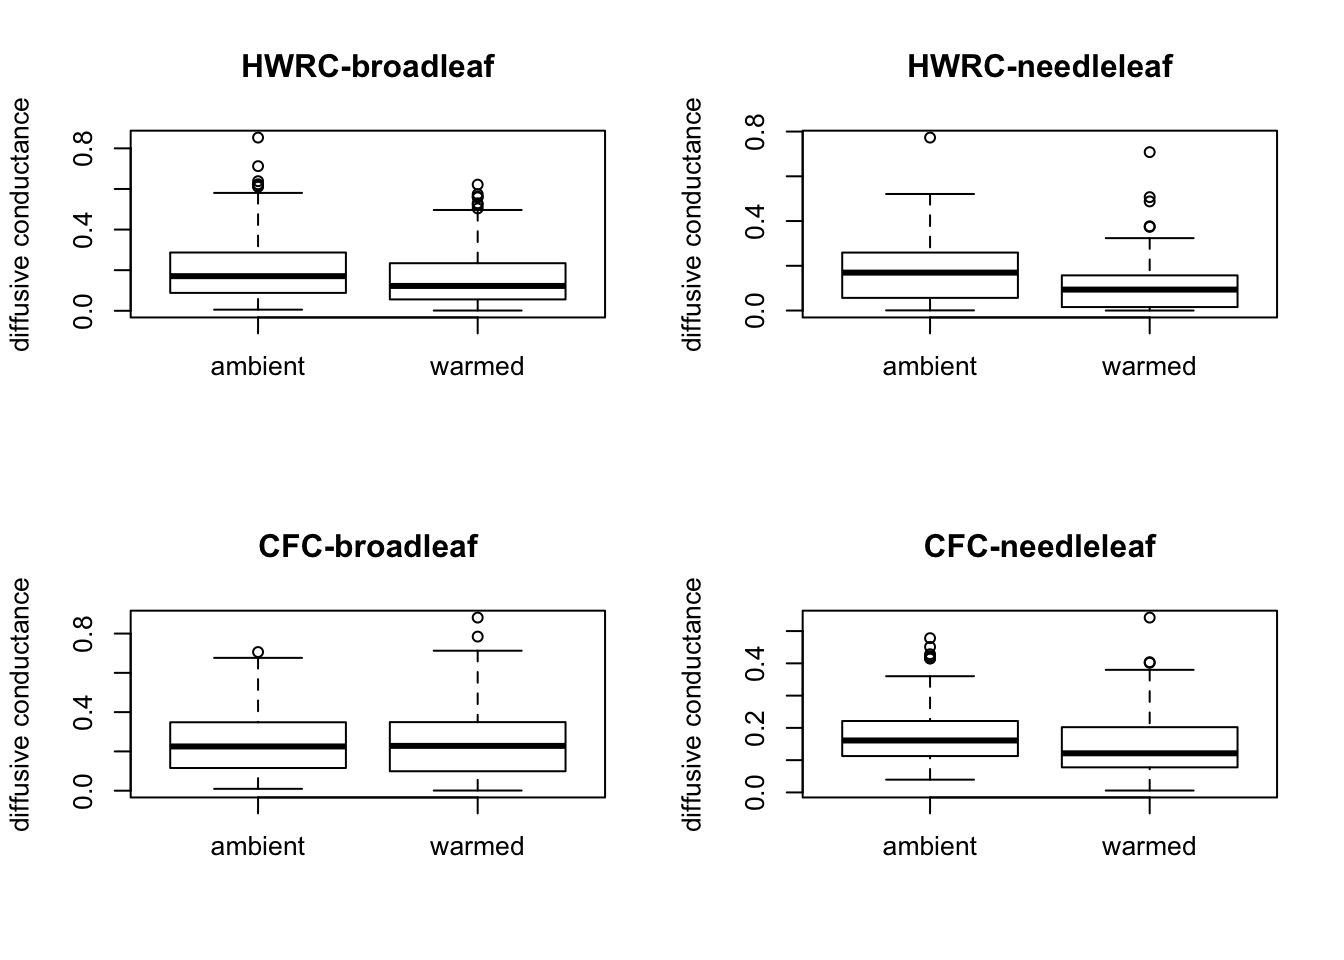 HWRC-broadleaf
diffusive conductance
0.8
0.4
0.0
ambient warmed
HWRC-needleleaf
diffusive conductance
0.8
0.4
0.0
ambient warmed
CFC-broadleaf
diffusive conductance
0.8
0.4
0.0
ambient warmed
CFC-needleleaf
diffusive conductance
0.4
0.2
0.0
ambient warmed